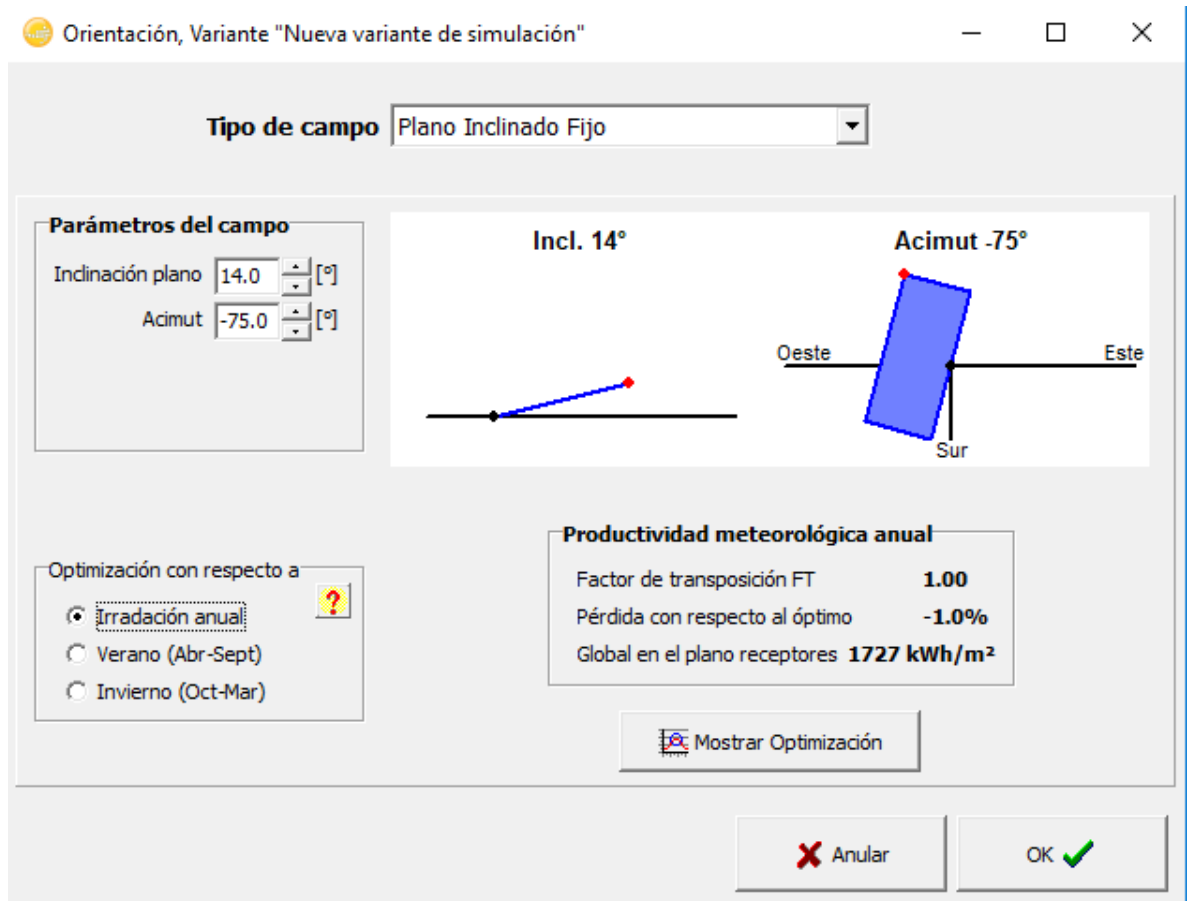 Orientación, Variante "Nueva variante de simulación"
Tipo de campo Plano Inclinado Fijo
Parámetros del campo
Inclinación plano 14.0 [º]
Acimut -75.0 [º]
Incl. 14°
Acimut -75°
Oeste Este
Sur
Optimización con respecto a
?
Irradación anual
Verano (Abr-Sept)
Invierno (Oct-Mar)
Productividad meteorológica anual
Factor de transposición FT 1.00
Pérdida con respecto al óptimo -1.0%
Global en el plano receptores 1727 kWh/m²
Mostrar Optimización
Anular OK